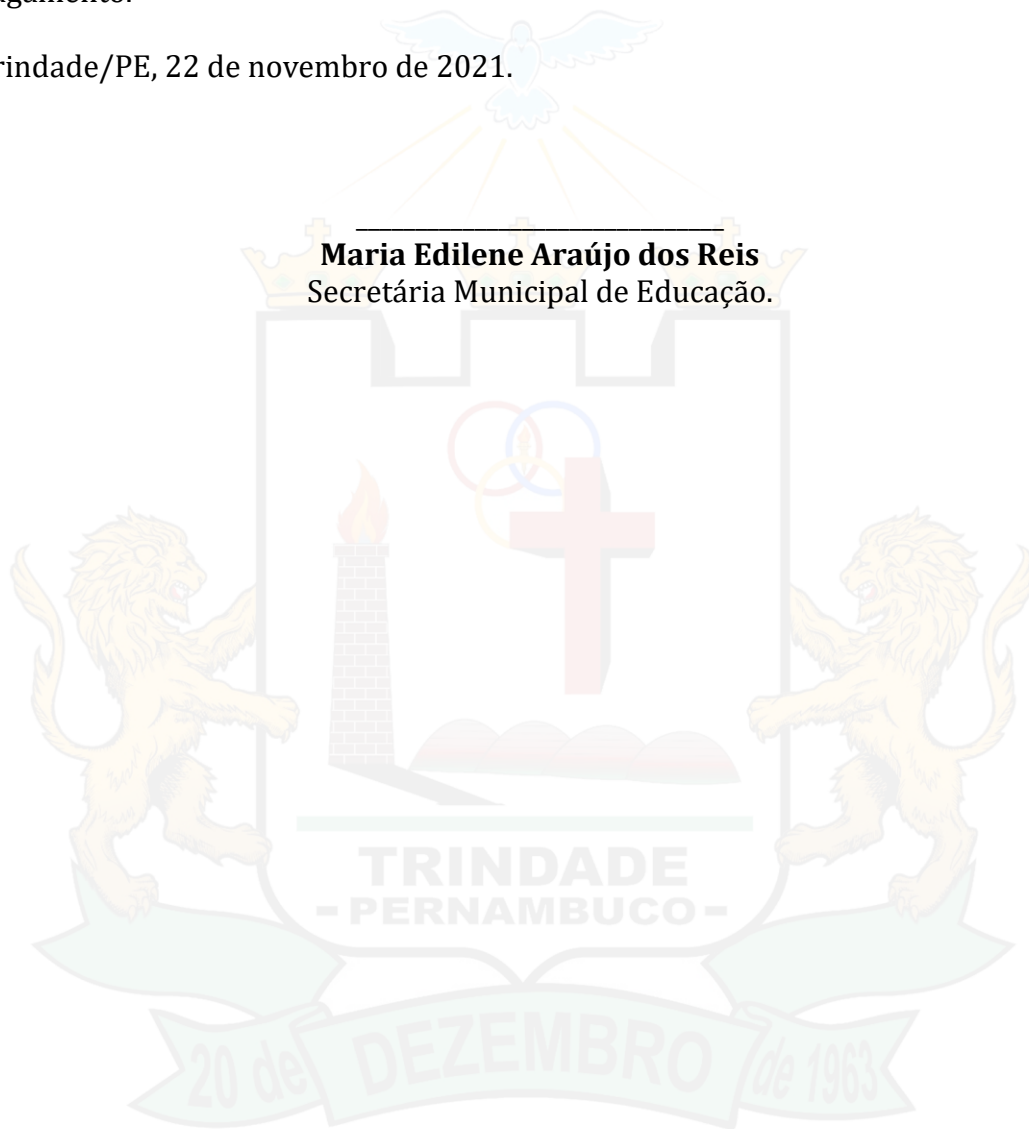 gamento.
rindade/PE, 22 de novembro de 2021.
Maria Edilene Araújo dos Reis
Secretária Municipal de Educação.
TRINDADE
- PERNAMBUCO -
20 de DEZEMBRO de 1963